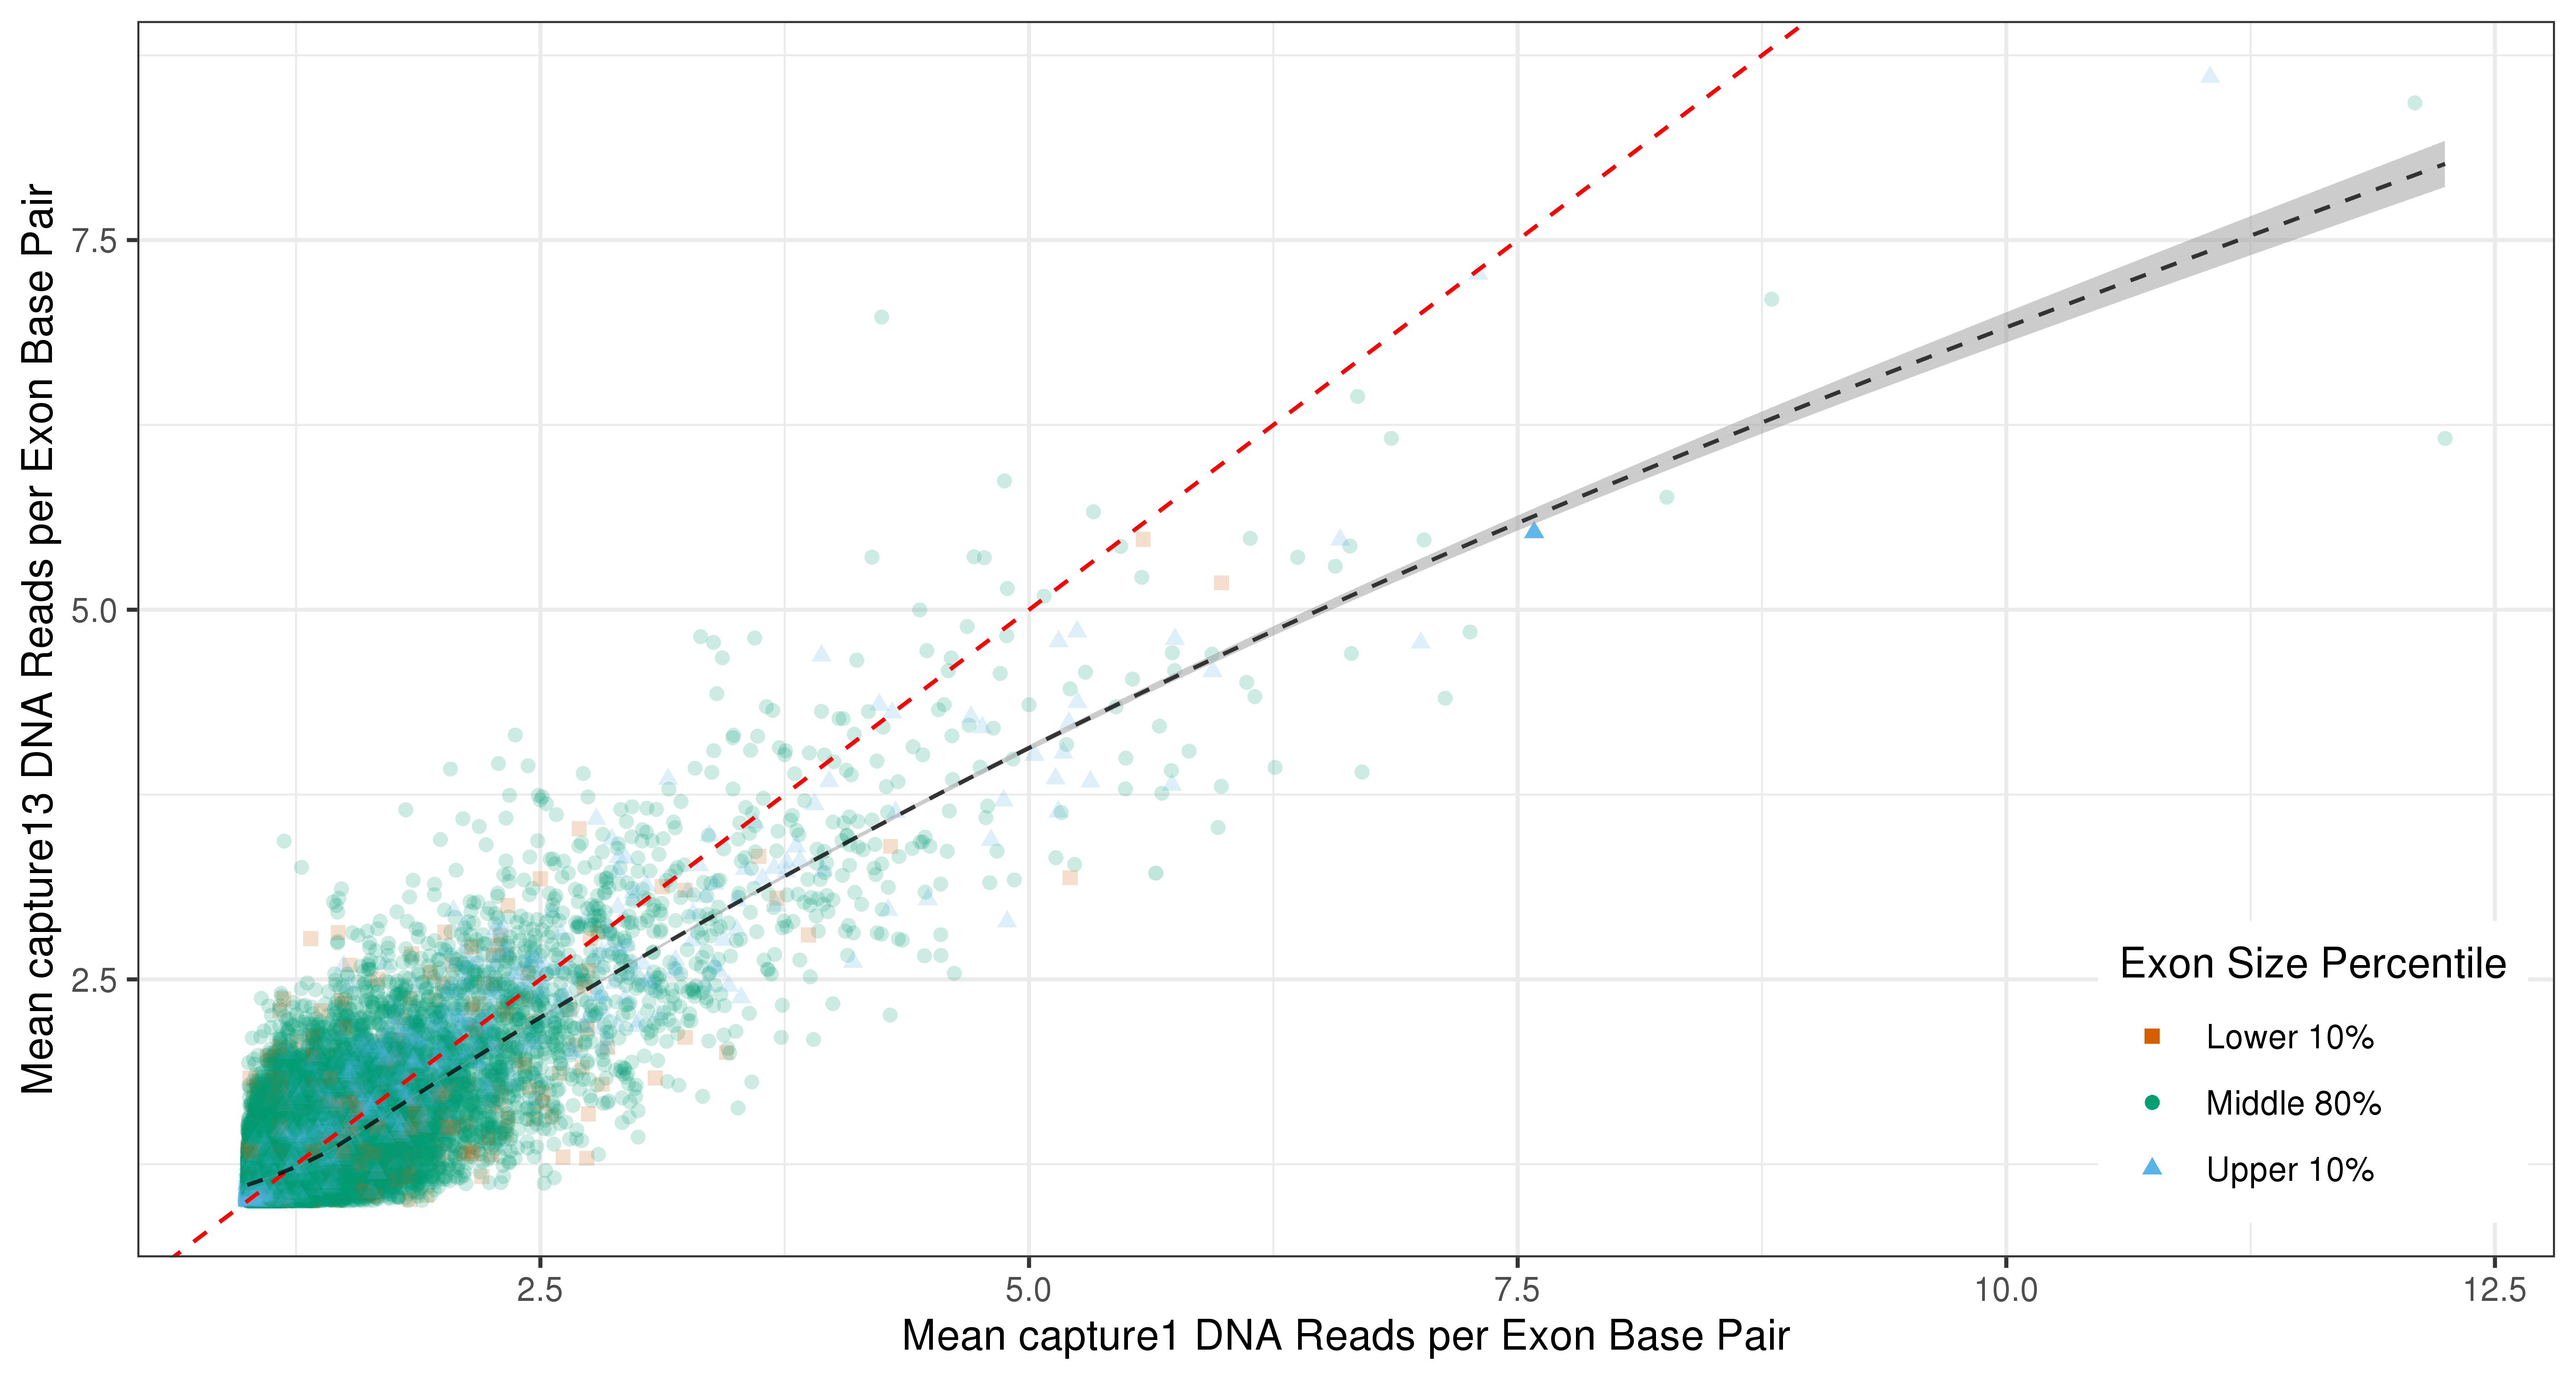 Mean capture13 DNA Reads per Exon Base Pair
7.5
5.0
2.5
Exon Size Percentile
Lower 10%
Middle 80%
Upper 10%
2.5 5.0 7.5 10.0 12.5
Mean capture1 DNA Reads per Exon Base Pair